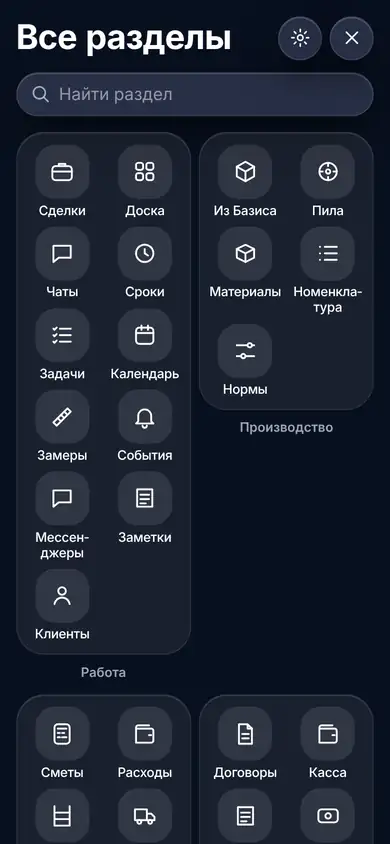 Все разделы
Найти раздел
Сделки
Доска
Из Базиса
Пила
Чаты
Сроки
Материалы
Номенкла-
тура
Задачи
Календарь
Нормы
Производство
Замеры
События
Мессен-
джеры
Заметки
Клиенты
Работа
Сметы
Расходы
Договоры
Касса